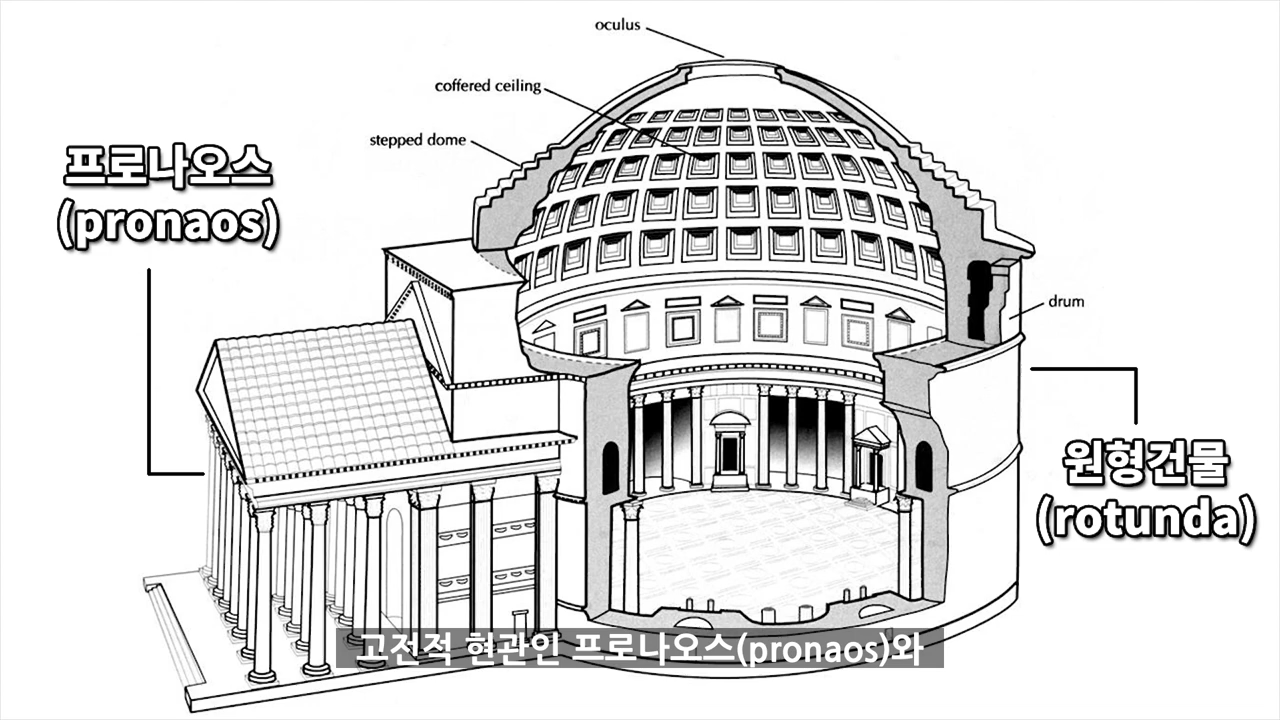 oculus
coffered ceiling
stepped dome
프로나오스
(pronaos)
drum
원형건물
(rotunda)
고전적 현관인 프로나오스(pronaos)와